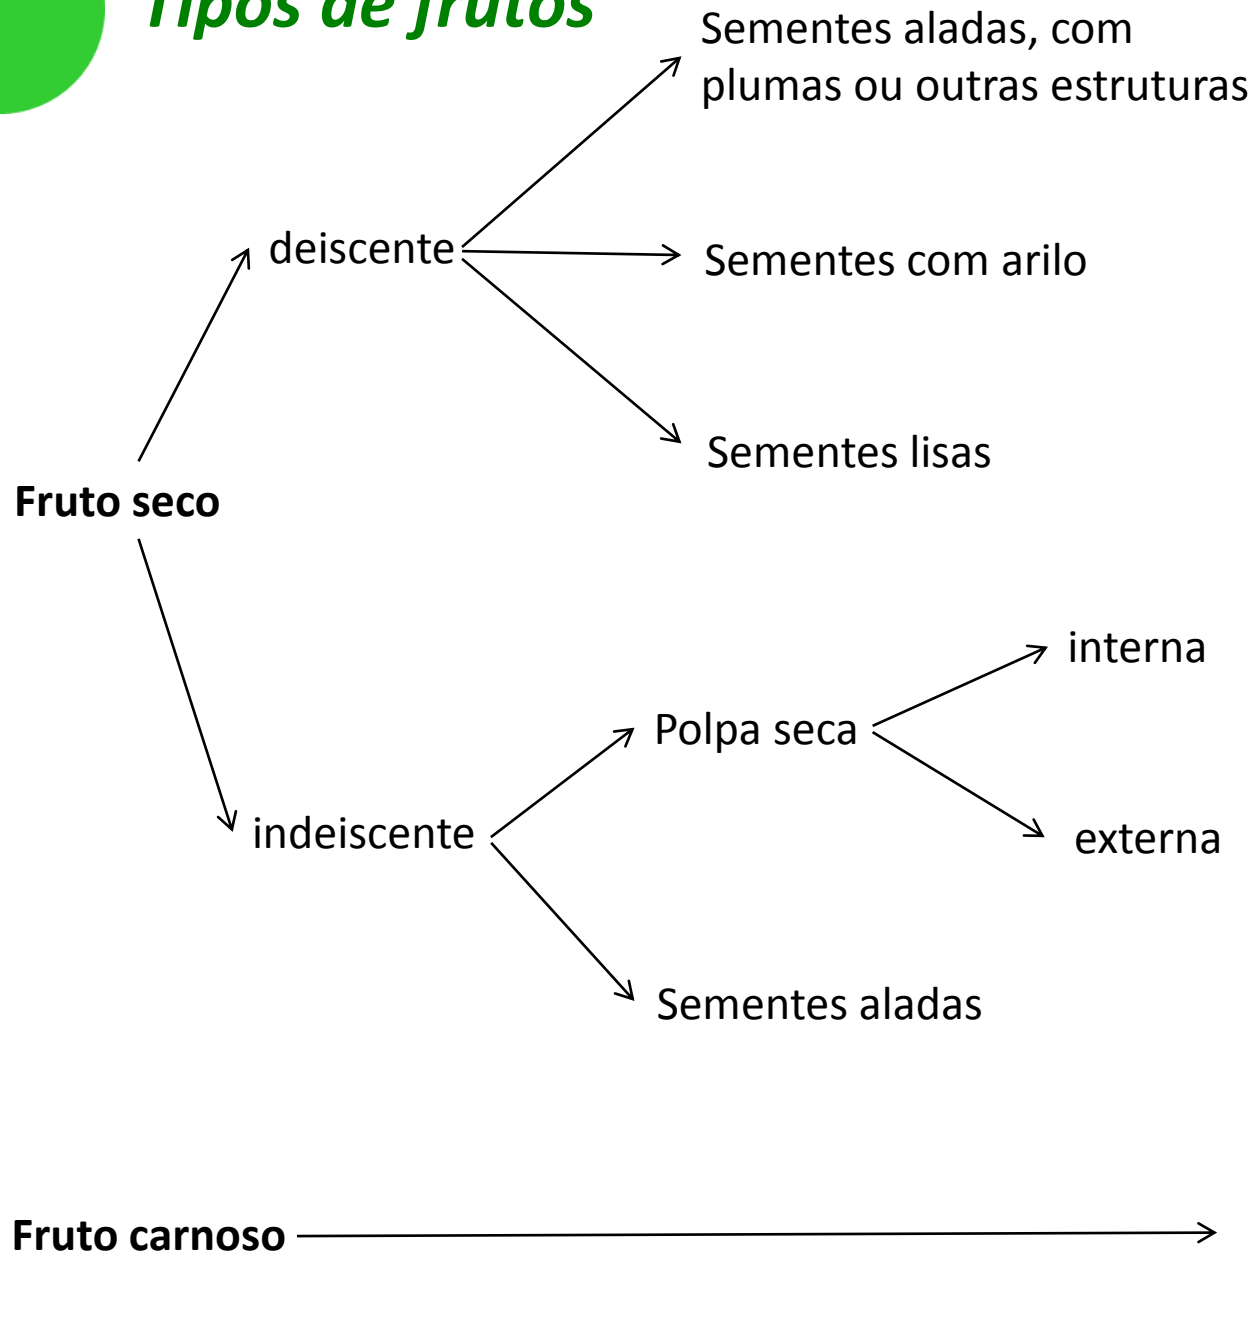 Tipos de frutos
Sementes aladas, com
plumas ou outras estruturas
deiscente
Sementes com arilo
Sementes lisas
Fruto seco
interna
Polpa seca
indeiscente
externa
Sementes aladas
Fruto carnoso